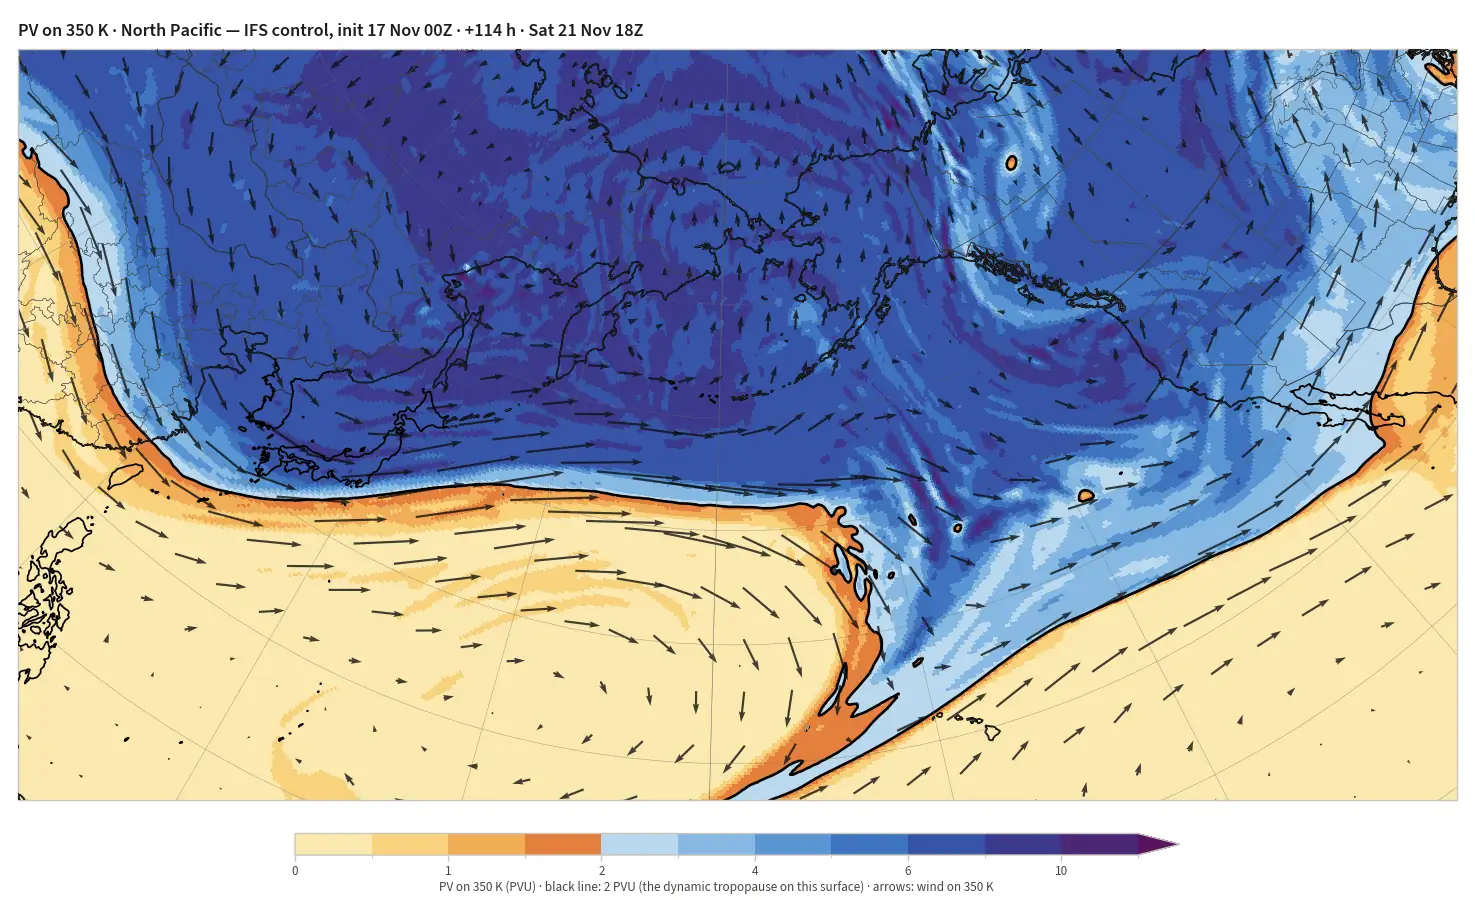 PV on 350 K · North Pacific — IFS control, init 17 Nov 00Z · +114 h · Sat 21 Nov 18Z
0 1 2 4 6 10
PV on 350 K (PVU) · black line: 2 PVU (the dynamic tropopause on this surface) · arrows: wind on 350 K